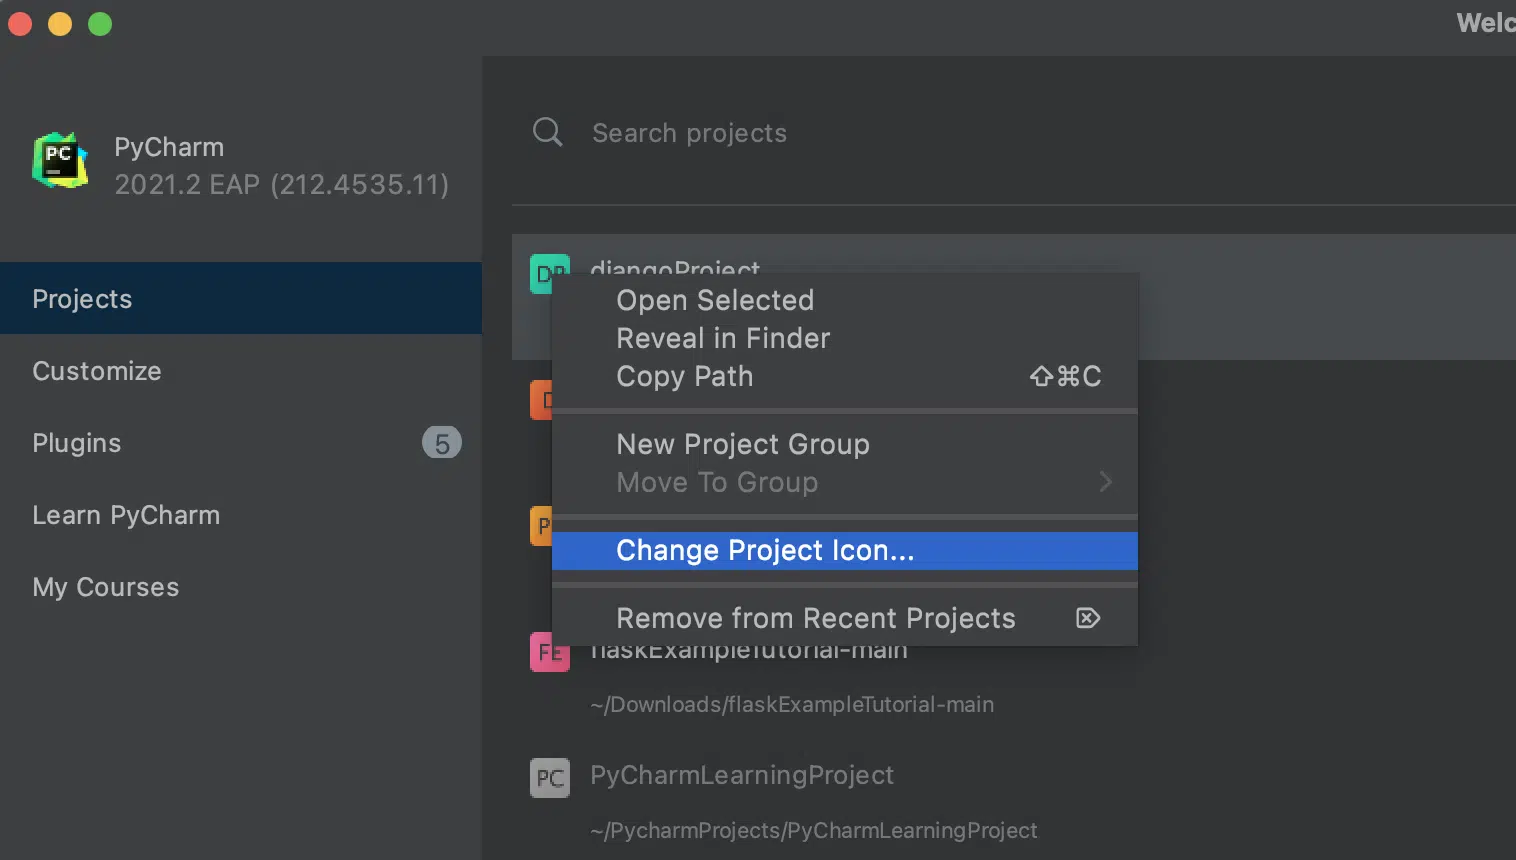 Welc
PC
PyCharm
2021.2 EAP (212.4535.11)
Search projects
Projects
Customize
Plugins
5
Learn PyCharm
My Courses
DP djangoProject
Open Selected
Reveal in Finder
Copy Path ⇧⌘C
New Project Group
Move To Group
Change Project Icon...
Remove from Recent Projects
FE flaskExampleTutorial-main
~/Downloads/flaskExampleTutorial-main
PC PyCharmLearningProject
~/PycharmProjects/PyCharmLearningProject